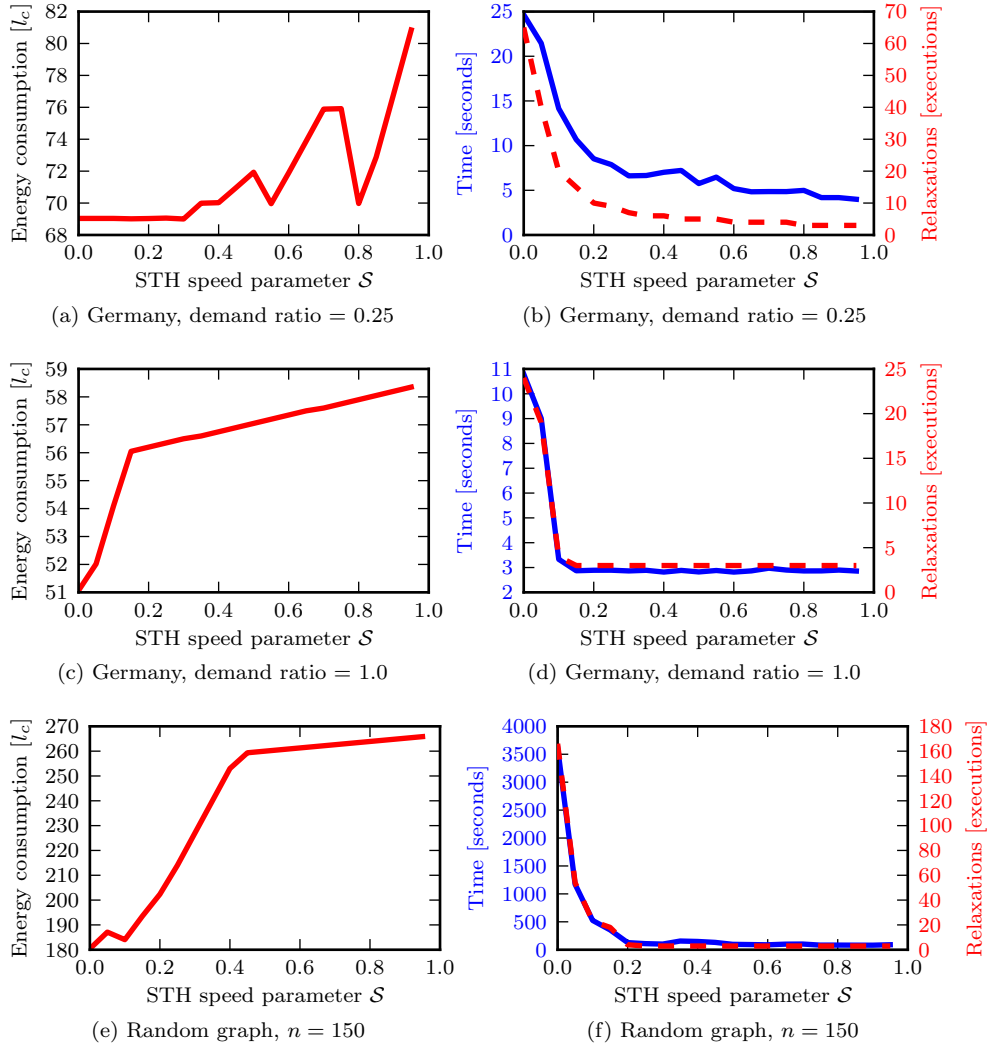 Energy consumption [l_c]
82
80
78
76
74
72
70
68
0.0 0.2 0.4 0.6 0.8 1.0
STH speed parameter S
(a) Germany, demand ratio = 0.25
Time [seconds]
25
20
15
10
5
0
0.0 0.2 0.4 0.6 0.8 1.0
70
60
50
40
30
20
10
0
Relaxations [executions]
STH speed parameter S
(b) Germany, demand ratio = 0.25
Energy consumption [l_c]
59
58
57
56
55
54
53
52
51
0.0 0.2 0.4 0.6 0.8 1.0
STH speed parameter S
(c) Germany, demand ratio = 1.0
Time [seconds]
11
10
9
8
7
6
5
4
3
2
0.0 0.2 0.4 0.6 0.8 1.0
25
20
15
10
5
0
Relaxations [executions]
STH speed parameter S
(d) Germany, demand ratio = 1.0
Energy consumption [l_c]
270
260
250
240
230
220
210
200
190
180
0.0 0.2 0.4 0.6 0.8 1.0
STH speed parameter S
(e) Random graph, n = 150
Time [seconds]
4000
3500
3000
2500
2000
1500
1000
500
0
0.0 0.2 0.4 0.6 0.8 1.0
180
160
140
120
100
80
60
40
20
0
Relaxations [executions]
STH speed parameter S
(f) Random graph, n = 150